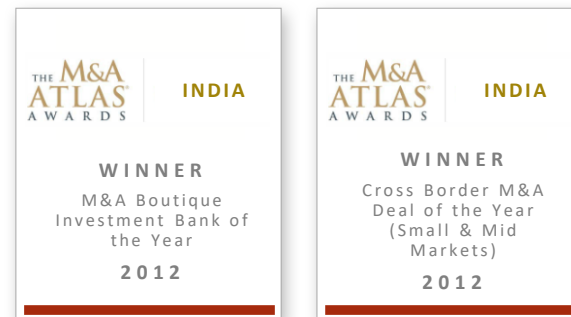 THE M&A
ATLAS®
AWARDS
INDIA
WINNER
M&A Boutique
Investment Bank of
the Year
2012
THE M&A
ATLAS®
AWARDS
INDIA
WINNER
Cross Border M&A
Deal of the Year
(Small & Mid
Markets)
2012